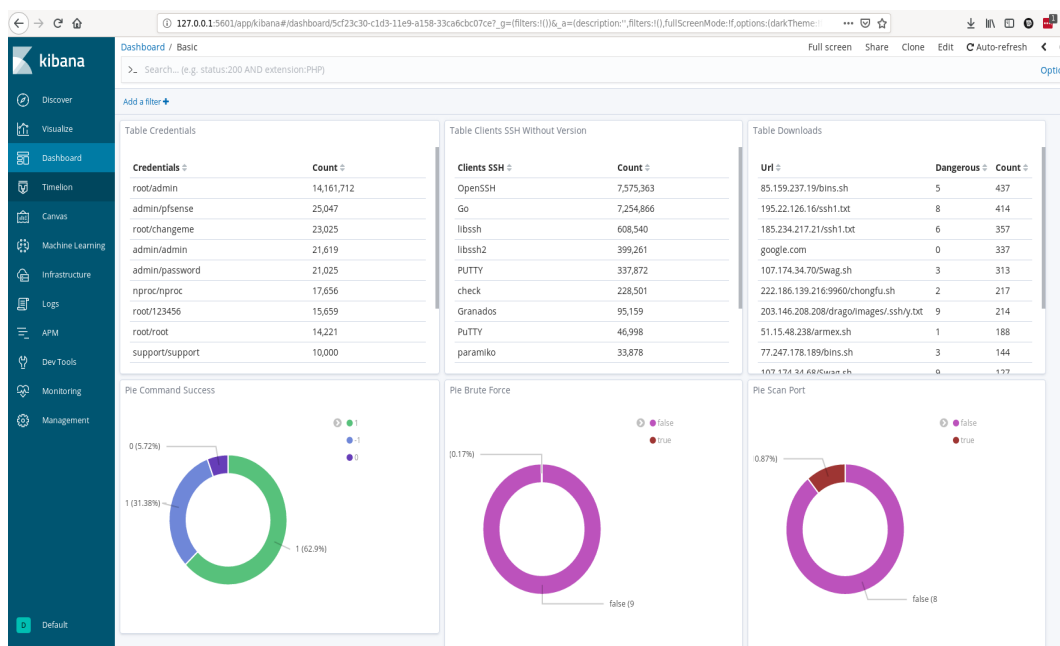 127.0.0.1:5601/app/kibana#/dashboard/5cf23c30-c1d3-11e9-a158-33ca6cbc07ce?_g=(filters:!())&_a=(description:'',filters:!(),fullScreenMode:!f,options:(darkTheme:
kibana
Discover
Visualize
Dashboard
Timelion
Canvas
Machine Learning
Infrastructure
Logs
APM
Dev Tools
Monitoring
Management
D Default
Dashboard / Basic
Full screen Share Clone Edit Auto-refresh
>_ Search... (e.g. status:200 AND extension:PHP)
Optio
Add a filter +
Table Credentials
Credentials Count
root/admin 14,161,712
admin/pfsense 25,047
root/changeme 23,025
admin/admin 21,619
admin/password 21,025
nproc/nproc 17,656
root/123456 15,659
root/root 14,221
support/support 10,000
Table Clients SSH Without Version
Clients SSH Count
OpenSSH 7,575,363
Go 7,254,866
libssh 608,540
libssh2 399,261
PUTTY 337,872
check 228,501
Granados 95,159
PuTTY 46,998
paramiko 33,878
Table Downloads
Url Dangerous Count
85.159.237.19/bins.sh 5 437
195.22.126.16/ssh1.txt 8 414
185.234.217.21/ssh1.txt 6 357
google.com 0 337
107.174.34.70/Swag.sh 3 313
222.186.139.216:9960/chongfu.sh 2 217
203.146.208.208/drago/images/.ssh/y.txt 9 214
51.15.48.238/armex.sh 1 188
77.247.178.189/bins.sh 3 144
107.174.34.68/Swag.sh 9 127
Pie Command Success
1
-1
0
0 (5.72%)
1 (31.38%)
1 (62.9%)
Pie Brute Force
false
true
(0.17%)
false (9
Pie Scan Port
false
true
0.87%)
false (8